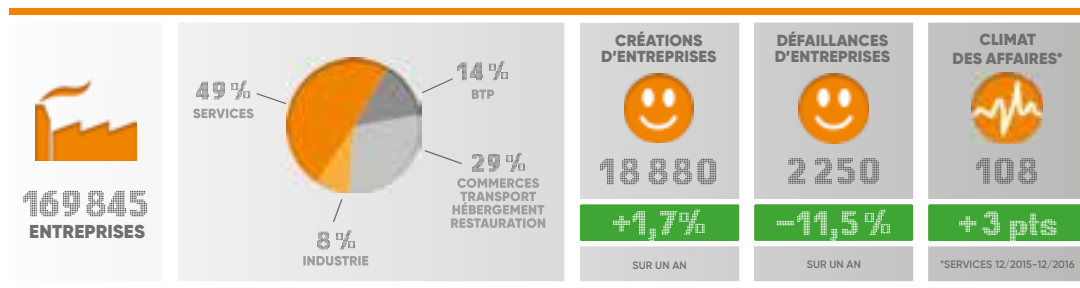 169 845
ENTREPRISES
49 %
SERVICES
14 %
BTP
29 %
COMMERCES
TRANSPORT
HÉBERGEMENT
RESTAURATION
8 %
INDUSTRIE
CRÉATIONS
D'ENTREPRISES
18 880
+1,7%
SUR UN AN
DÉFAILLANCES
D'ENTREPRISES
2 250
−11,5 %
SUR UN AN
CLIMAT
DES AFFAIRES*
108
+ 3 pts
*SERVICES 12/2015-12/2016